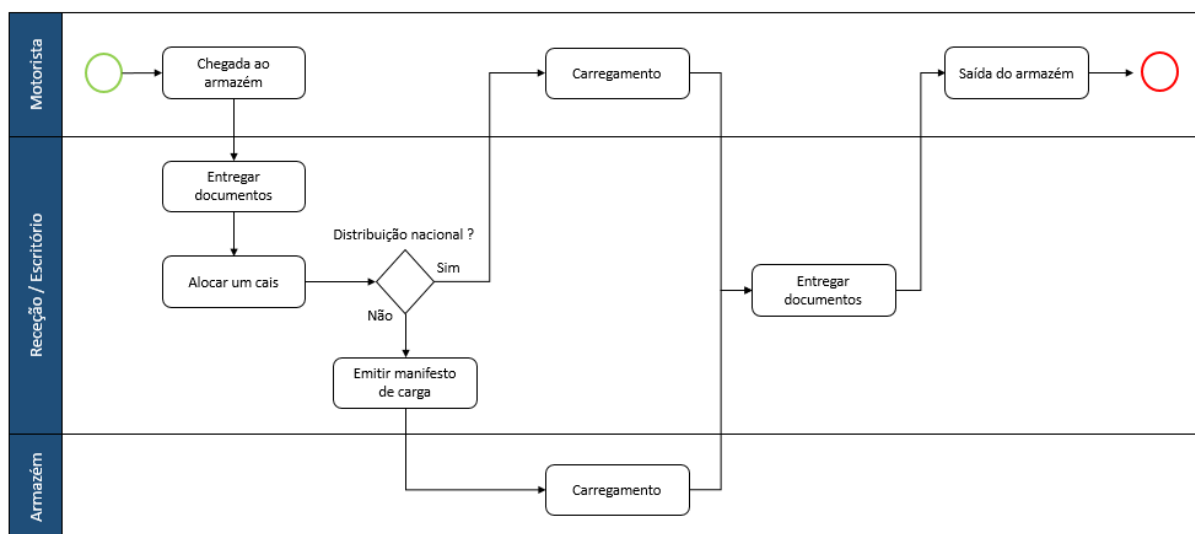 Motorista
Chegada ao
armazém
Carregamento
Saída do armazém
Receção / Escritório
Entregar
documentos
Alocar um cais
Distribuição nacional ?
Sim
Não
Emitir manifesto
de carga
Entregar
documentos
Armazém
Carregamento